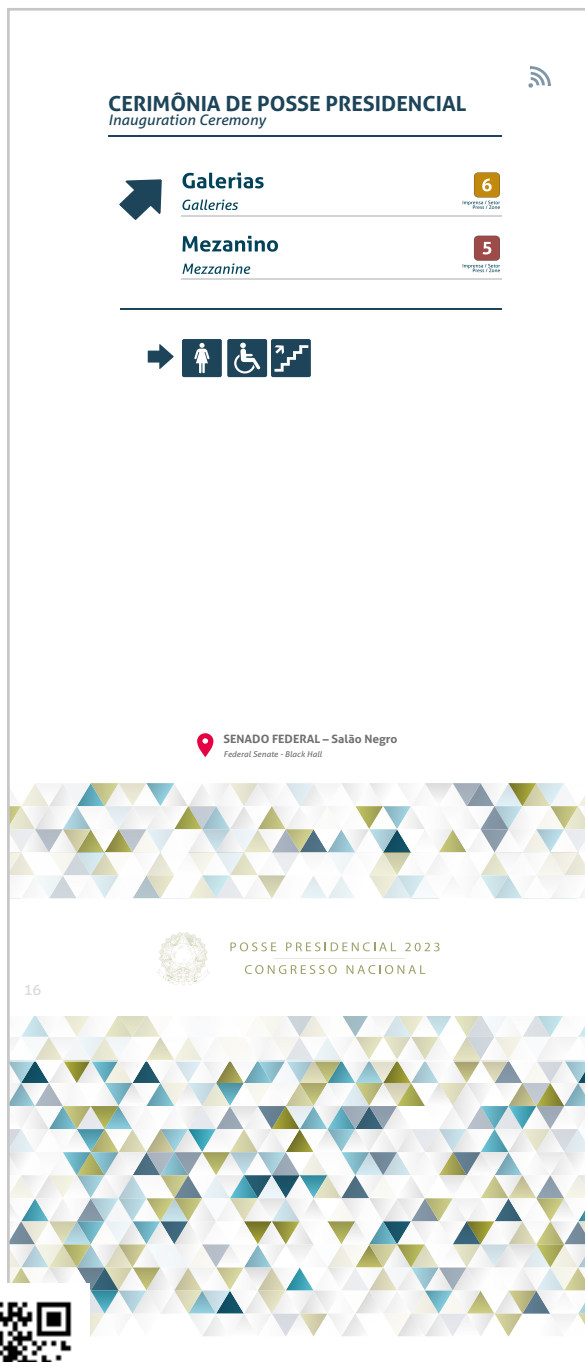 CERIMÔNIA DE POSSE PRESIDENCIAL
Inauguration Ceremony
Galerias
Galleries
6
Imprensa / Setor
Press / Zone
Mezanino
Mezzanine
5
Imprensa / Setor
Press / Zone
SENADO FEDERAL – Salão Negro
Federal Senate - Black Hall
POSSE PRESIDENCIAL 2023
CONGRESSO NACIONAL
16